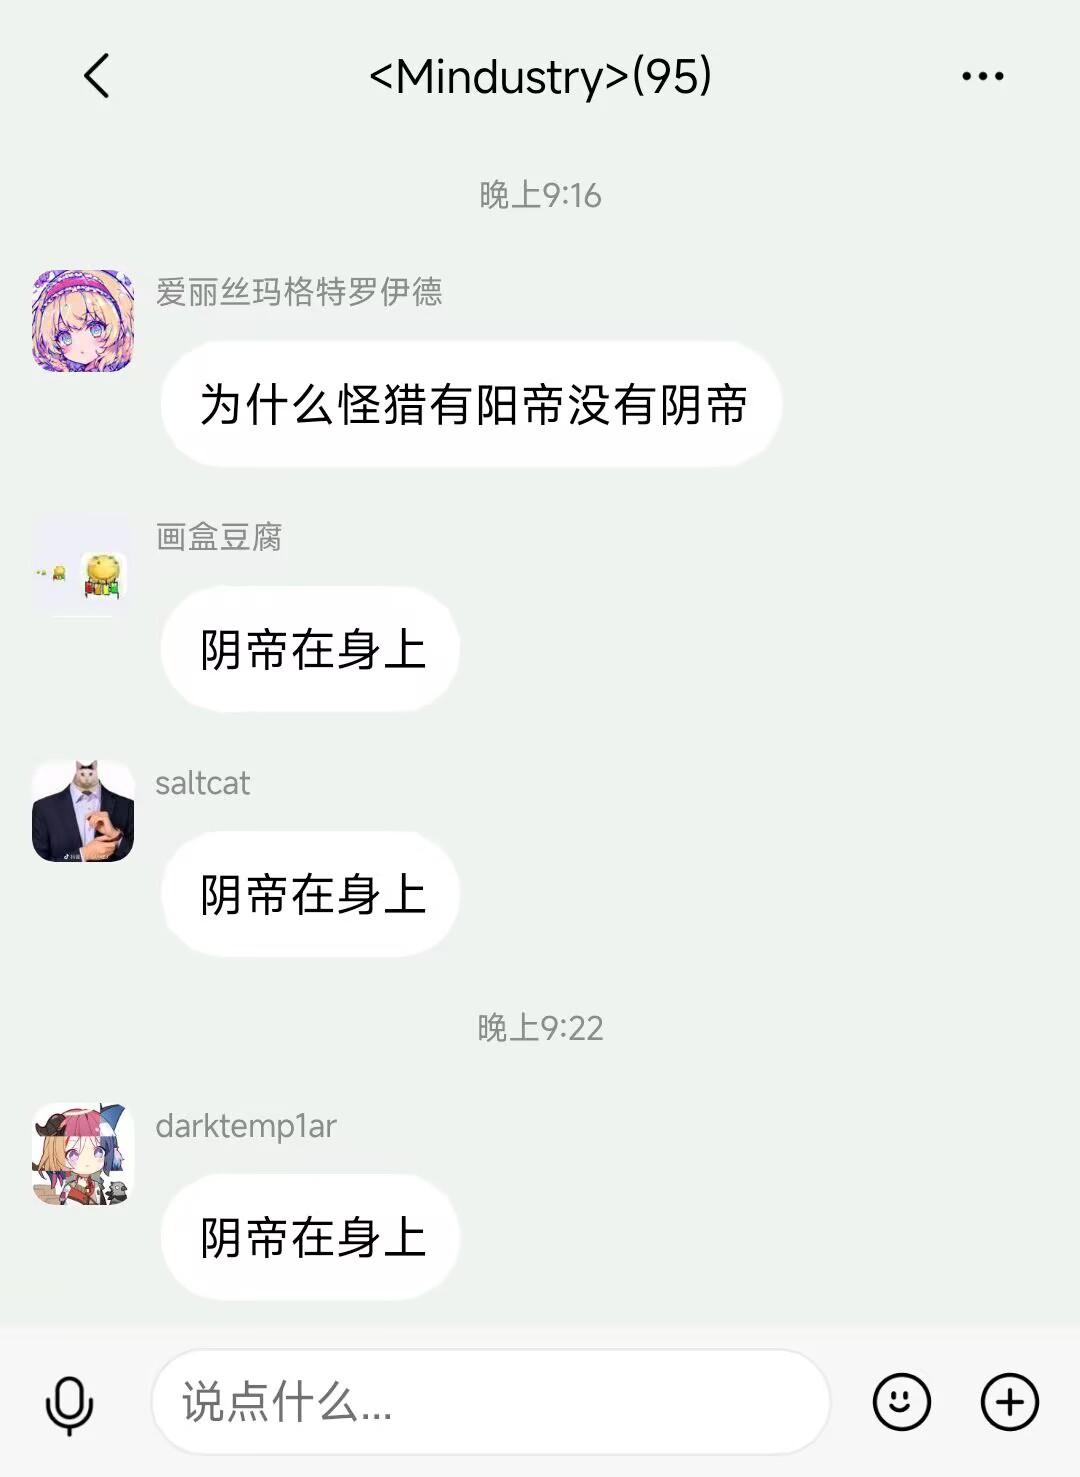 <Mindustry>(95)
晚上9:16
爱丽丝玛格特罗伊德
为什么怪猎有阳帝没有阴帝
画盒豆腐
阴帝在身上
saltcat
阴帝在身上
晚上9:22
darktemp1ar
阴帝在身上
说点什么...